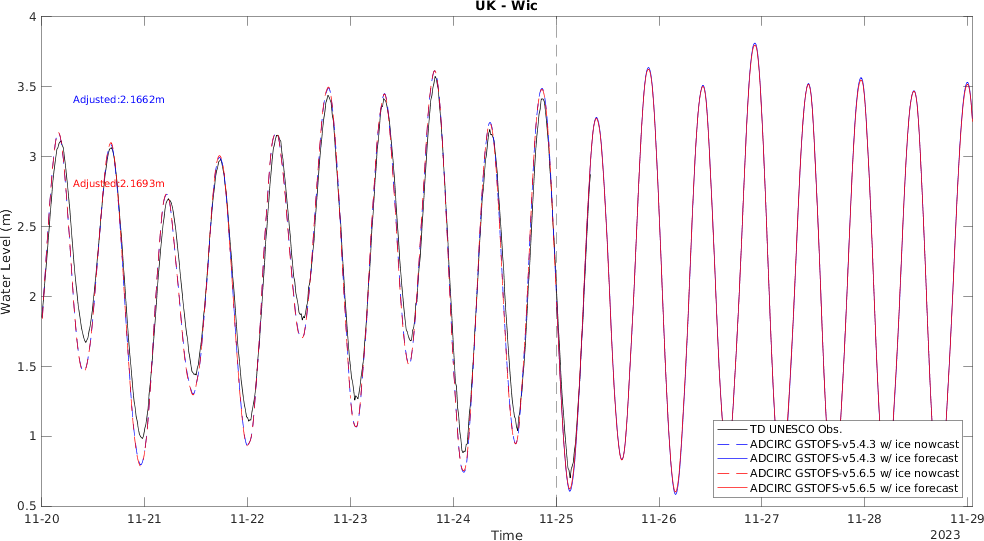 UK - Wic
4
3.5
3
2.5
2
1.5
1
0.5
Water Level (m)
Adjusted:2.1662m
Adjusted:2.1693m
TD UNESCO Obs.
ADCIRC GSTOFS-v5.4.3 w/ ice nowcast
ADCIRC GSTOFS-v5.4.3 w/ ice forecast
ADCIRC GSTOFS-v5.6.5 w/ ice nowcast
ADCIRC GSTOFS-v5.6.5 w/ ice forecast
11-20 11-21 11-22 11-23 11-24 11-25 11-26 11-27 11-28 11-29
Time
2023